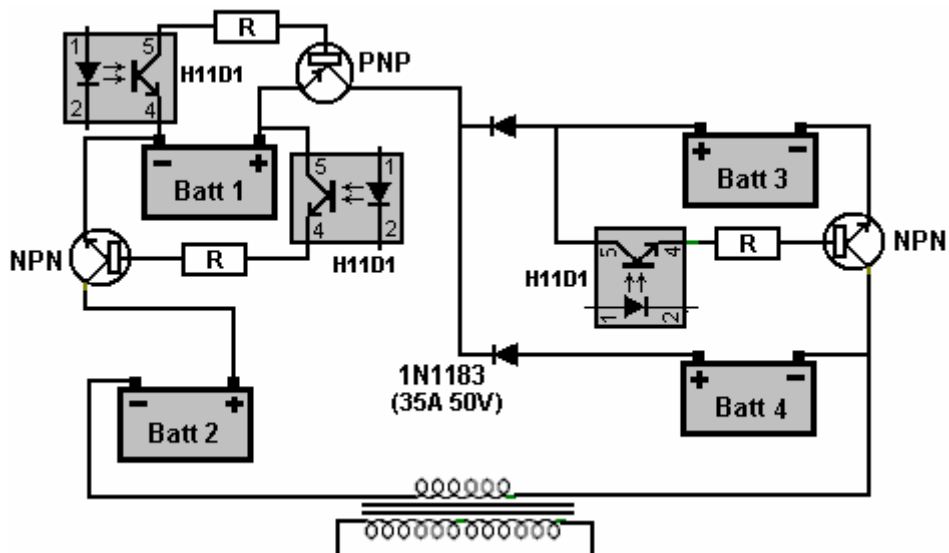 R
PNP
1
5
H11D1
2
4
- +
Batt 1
5
1
4
2
H11D1
NPN
R
+ -
Batt 3
5
4
R
NPN
H11D1
1
2
1N1183
(35A 50V)
+ -
Batt 4
- +
Batt 2